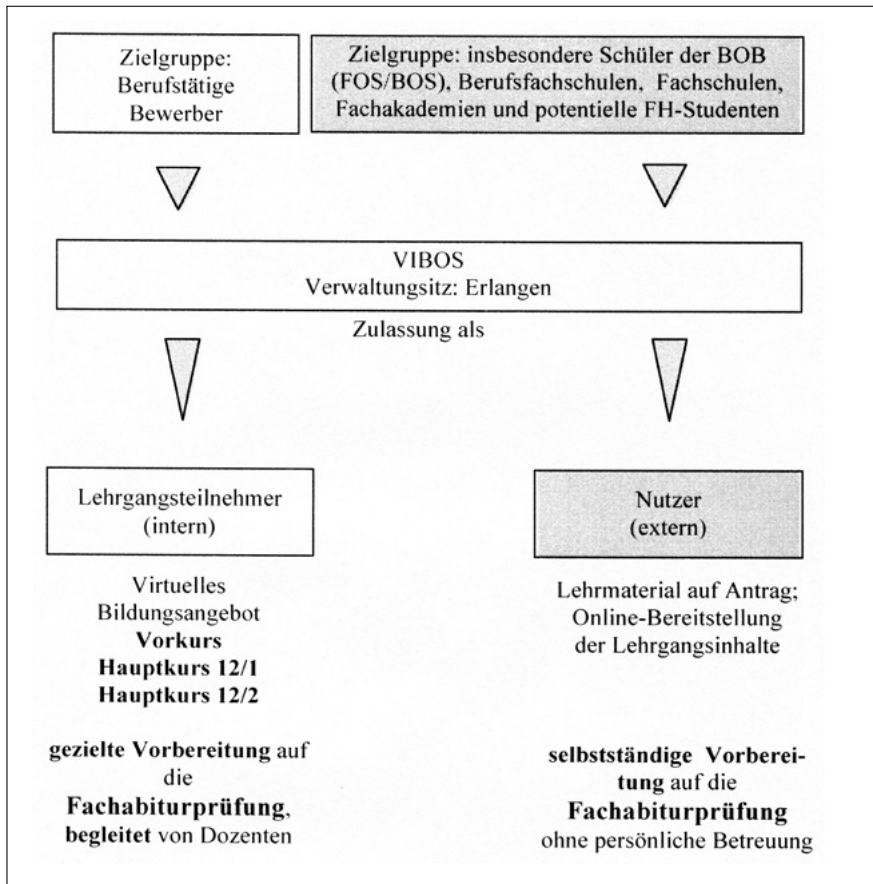 Zielgruppe:
Berufstätige
Bewerber
Zielgruppe: insbesondere Schüler der BOB
(FOS/BOS), Berufsfachschulen, Fachschulen,
Fachakademien und potentielle FH-Studenten
VIBOS
Verwaltungsitz: Erlangen
Zulassung als
Lehrgangsteilnehmer
(intern)
Virtuelles
Bildungsangebot
Vorkurs
Hauptkurs 12/1
Hauptkurs 12/2
gezielte Vorbereitung auf
die
Fachabiturprüfung,
begleitet von Dozenten
Nutzer
(extern)
Lehrmaterial auf Antrag;
Online-Bereitstellung
der Lehrgangsinhalte
selbstständige Vorberei-
tung auf die
Fachabiturprüfung
ohne persönliche Betreuung